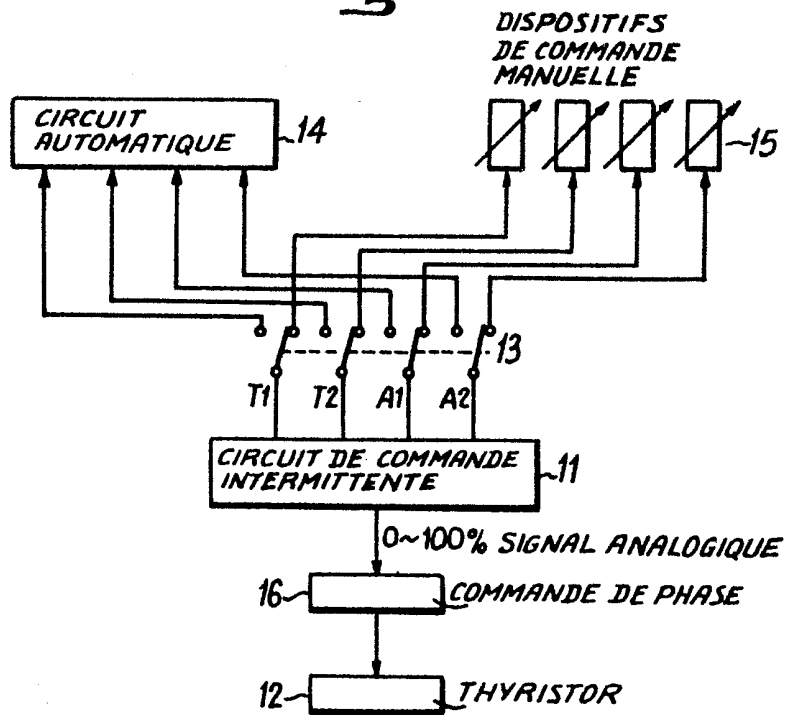 DISPOSITIFS
DE COMMANDE
MANUELLE
CIRCUIT
AUTOMATIQUE
14
15
13
T1 T2 A1 A2
CIRCUIT DE COMMANDE
INTERMITTENTE
11
0~100% SIGNAL ANALOGIQUE
16
COMMANDE DE PHASE
12
THYRISTOR